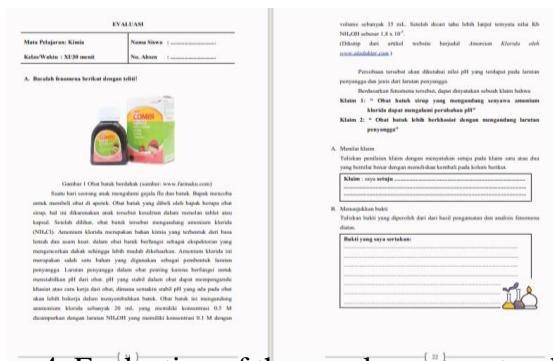 EVALUASI
Mata Pelajaran: Kimia
Nama Siswa :
Kelas/Waktu : XI/30 menit
No. Absen :
A. Bacalah fenomena berikut dengan teliti!
COMBI
Gambar 1 Obat batuk berdahak (sumber: www.farmaku.com)
Suatu hari seorang anak mengalami gejala flu dan batuk. Bapak mencoba
untuk membeli obat di apotek. Obat batuk yang dibeli oleh bapak berupa obat
sirup, hal ini dikarenakan anak tersebut kesulitan dalam menelan tablet atau
kapsul. Setelah dilihat, obat batuk tersebut mengandung amonium klorida
(NH₄Cl). Amonium klorida merupakan bahan kimia yang terbentuk dari basa
lemah dan asam kuat. dalam obat batuk berfungsi sebagai ekspektoran yang
mengencerkan dahak sehingga lebih mudah dikeluarkan. Amonium klorida ini
merupakan salah satu bahan yang digunakan sebagai pembentuk larutan
penyangga. Larutan penyangga dalam obat penting karena berfungsi untuk
menstabilkan pH dari obat. pH yang stabil dalam obat dapat mempengaruhi
khasiat atau cara kerja dari obat, dimana semakin stabil pH yang ada pada obat
akan lebih bekerja dalam menyembuhkan batuk. Obat batuk ini mengandung
ammonium klorida sebanyak 20 mL yang memiliki konsentrasi 0.5 M
dicampurkan dengan larutan NH₄OH yang memiliki konsentrasi 0.1 M dengan
volume sebanyak 35 mL. Setelah dicari tahu lebih lanjut ternyata nilai Kb
NH₄OH sebesar 1,8 x 10⁻⁵.
(Dikutip dari artikel website berjudul Amonium Klorida oleh
www.alodokter.com )
Percobaan tersebut akan diketahui nilai pH yang terdapat pada larutan
penyangga dan jenis dari larutan penyangga.
Berdasarkan fenomena tersebut, dapat dinyatakan sebuah klaim bahwa
Klaim 1: " Obat batuk sirup yang mengandung senyawa amonium
klorida dapat mengalami perubahan pH"
Klaim 2: " Obat batuk lebih berkhasiat dengan mengandung larutan
penyangga"
A. Menilai klaim
Tuliskan penilaian klaim dengan menyatakan setuju pada klaim satu atau dua
yang bernilai benar dengan menuliskan kembali pada kolom berikut.
Klaim : saya setuju
B. Menunjukkan bukti
Tuliskan bukti yang diperoleh dari dari hasil pengamatan dan analisis fenomena
diatas.
Bukti yang saya sertakan: